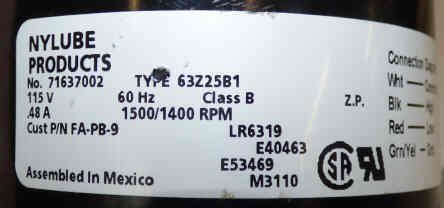 NYLUBE
PRODUCTS
No. 71637002 TYPE 63Z25B1
115 V 60 Hz Class B
.48 A 1500/1400 RPM
Cust P/N FA-PB-9
LR6319
E40463
E53469
M3110
Assembled In Mexico
Z.P.
Connection
Wht
Blk
Red
Grn/Yel